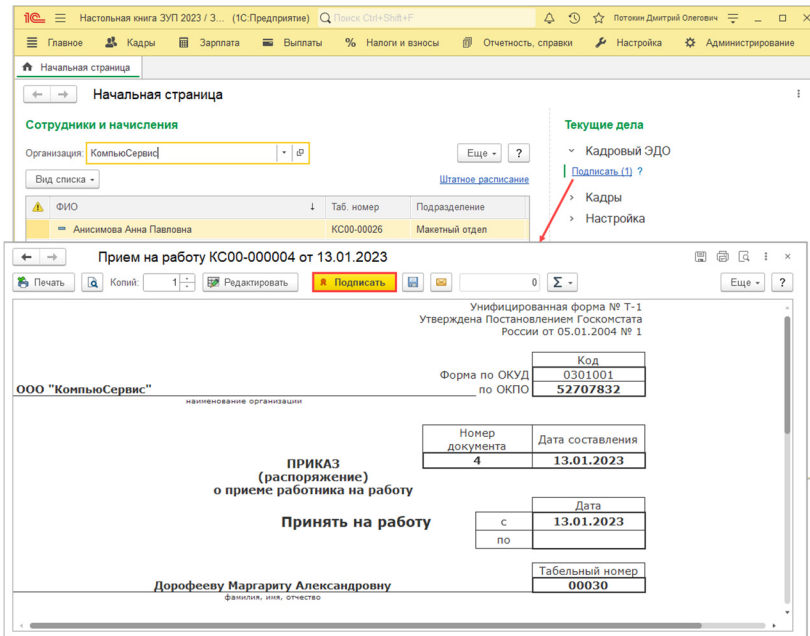 Настольная книга ЗУП 2023 / З... (1С:Предприятие) Поиск Ctrl+Shift+F Потокин Дмитрий Олегович
Главное Кадры Зарплата Выплаты % Налоги и взносы Отчетность, справки Настройка Администрирование
Начальная страница
Начальная страница
Сотрудники и начисления
Организация: КомпьюСервис Еще ?
Вид списка Штатное расписание
ФИО ↓ Таб. номер Подразделение
Анисимова Анна Павловна КС00-00026 Макетный отдел
Текущие дела
Кадровый ЭДО
Подписать (1) ?
Кадры
Настройка
Прием на работу КС00-000004 от 13.01.2023
Печать Копий: 1 Редактировать Подписать 0 Σ Еще ?
Унифицированная форма № Т-1
Утверждена Постановлением Госкомстата
России от 05.01.2004 № 1
Код
Форма по ОКУД 0301001
ООО "КомпьюСервис" по ОКПО 52707832
наименование организации
Номер документа Дата составления
4 13.01.2023
ПРИКАЗ
(распоряжение)
о приеме работника на работу
Дата
Принять на работу с 13.01.2023
по
Табельный номер
Дорофееву Маргариту Александровну 00030
фамилия, имя, отчество